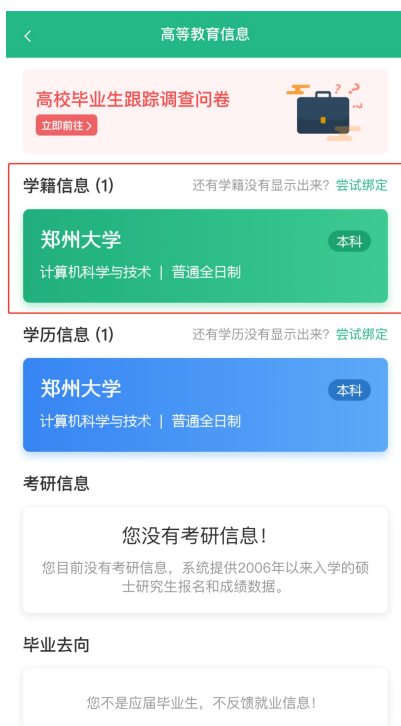 高等教育信息
高校毕业生跟踪调查问卷
立即前往 >
学籍信息 (1)
还有学籍没有显示出来? 尝试绑定
郑州大学
本科
计算机科学与技术 | 普通全日制
学历信息 (1)
还有学历没有显示出来? 尝试绑定
郑州大学
本科
计算机科学与技术 | 普通全日制
考研信息
您没有考研信息!
您目前没有考研信息，系统提供2006年以来入学的硕
士研究生报名和成绩数据。
毕业去向
您不是应届毕业生，不反馈就业信息!